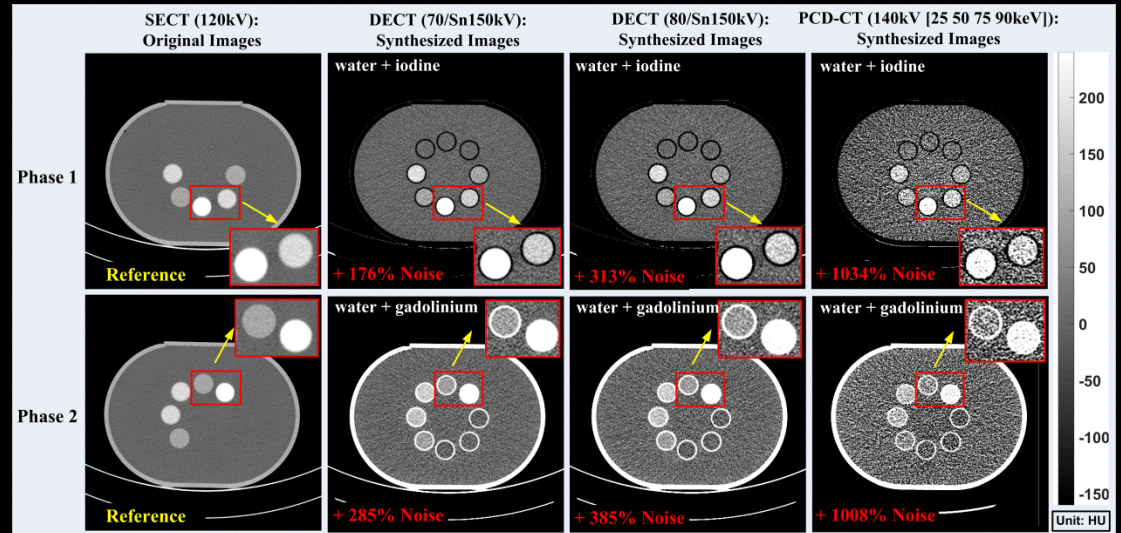 SECT (120kV):
Original Images
DECT (70/Sn150kV):
Synthesized Images
DECT (80/Sn150kV):
Synthesized Images
PCD-CT (140kV [25 50 75 90keV]):
Synthesized Images
Phase 1
Reference
water + iodine
+ 176% Noise
water + iodine
+ 313% Noise
water + iodine
+ 1034% Noise
Phase 2
Reference
water + gadolinium
+ 285% Noise
water + gadolinium
+ 385% Noise
water + gadolinium
+ 1008% Noise
200
150
100
50
0
-50
-100
-150
Unit: HU